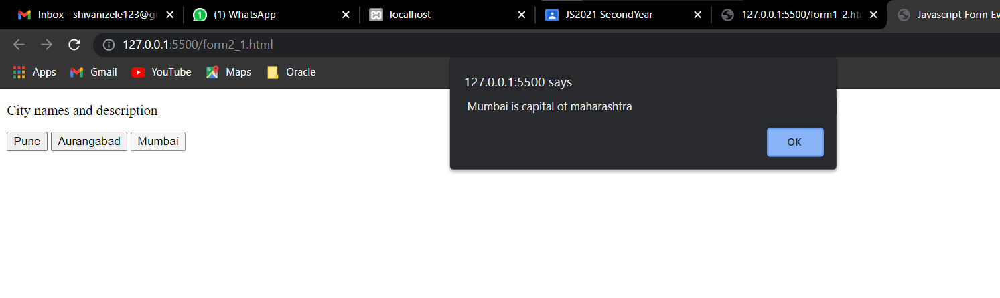 Inbox - shivanizele123@gr
(1) WhatsApp
localhost
JS2021 SecondYear
127.0.0.1:5500/form1_2.htm
Javascript Form Ev
127.0.0.1:5500/form2_1.html
Apps
Gmail
YouTube
Maps
Oracle
127.0.0.1:5500 says
Mumbai is capital of maharashtra
OK
City names and description
Pune
Aurangabad
Mumbai